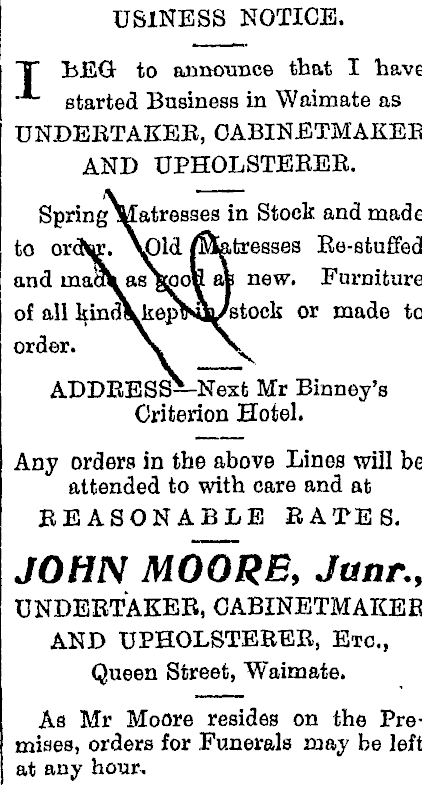 USINESS NOTICE.
I BEG to announce that I have
started Business in Waimate as
UNDERTAKER, CABINETMAKER
AND UPHOLSTERER.
Spring Matresses in Stock and made
to order. Old Matresses Re-stuffed
and made as good as new. Furniture
of all kinds kept in stock or made to
order.
ADDRESS—Next Mr Binney's
Criterion Hotel.
Any orders in the above Lines will be
attended to with care and at
REASONABLE RATES.
JOHN MOORE, Junr.,
UNDERTAKER, CABINETMAKER
AND UPHOLSTERER, ETC.,
Queen Street, Waimate.
As Mr Moore resides on the Pre-
mises, orders for Funerals may be left
at any hour.